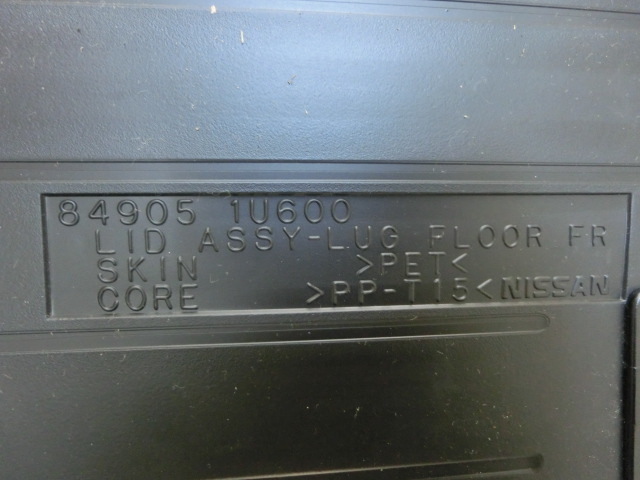 84905 1U600
LID ASSY-LUG FLOOR FR
SKIN >PET<
CORE >PP-T15< NISSAN